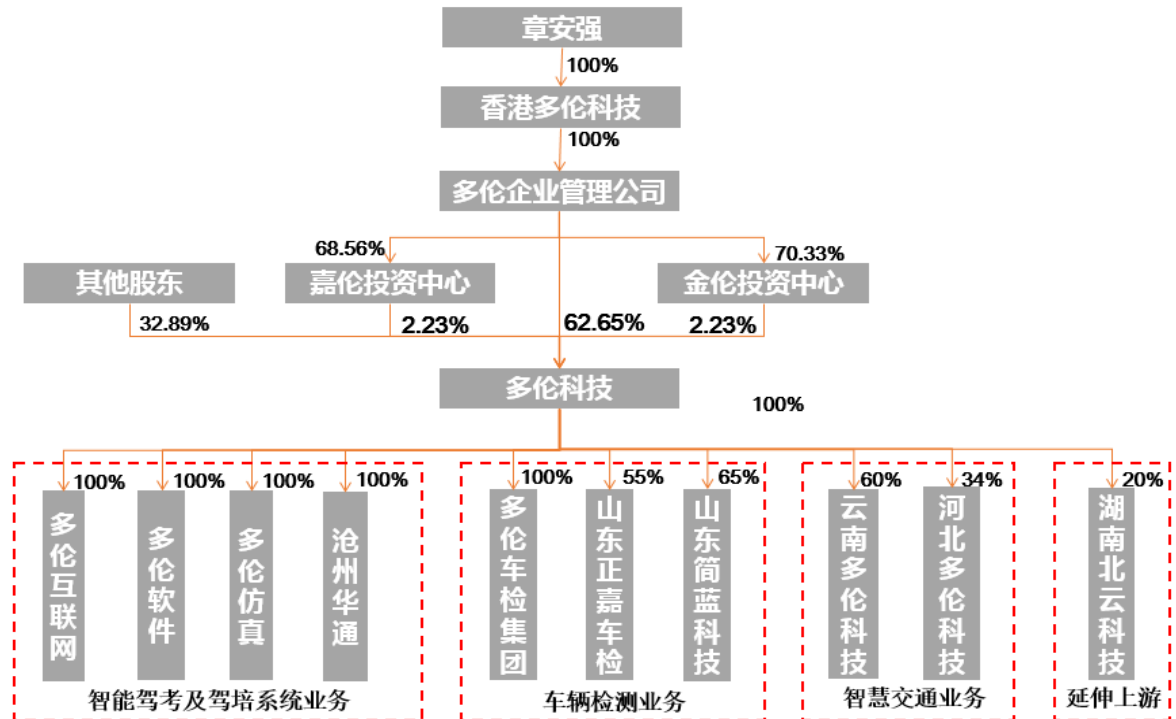 章安强
100%
香港多伦科技
100%
多伦企业管理公司
68.56%
70.33%
其他股东
嘉伦投资中心
金伦投资中心
32.89%
2.23%
62.65%
2.23%
多伦科技
100%
100%
100%
100%
100%
100%
55%
65%
60%
34%
20%
多伦互联网
多伦软件
多伦仿真
沧州华通
多伦车检集团
山东正嘉车检
山东简蓝科技
云南多伦科技
河北多伦科技
湖南北云科技
智能驾考及驾培系统业务
车辆检测业务
智慧交通业务
延伸上游